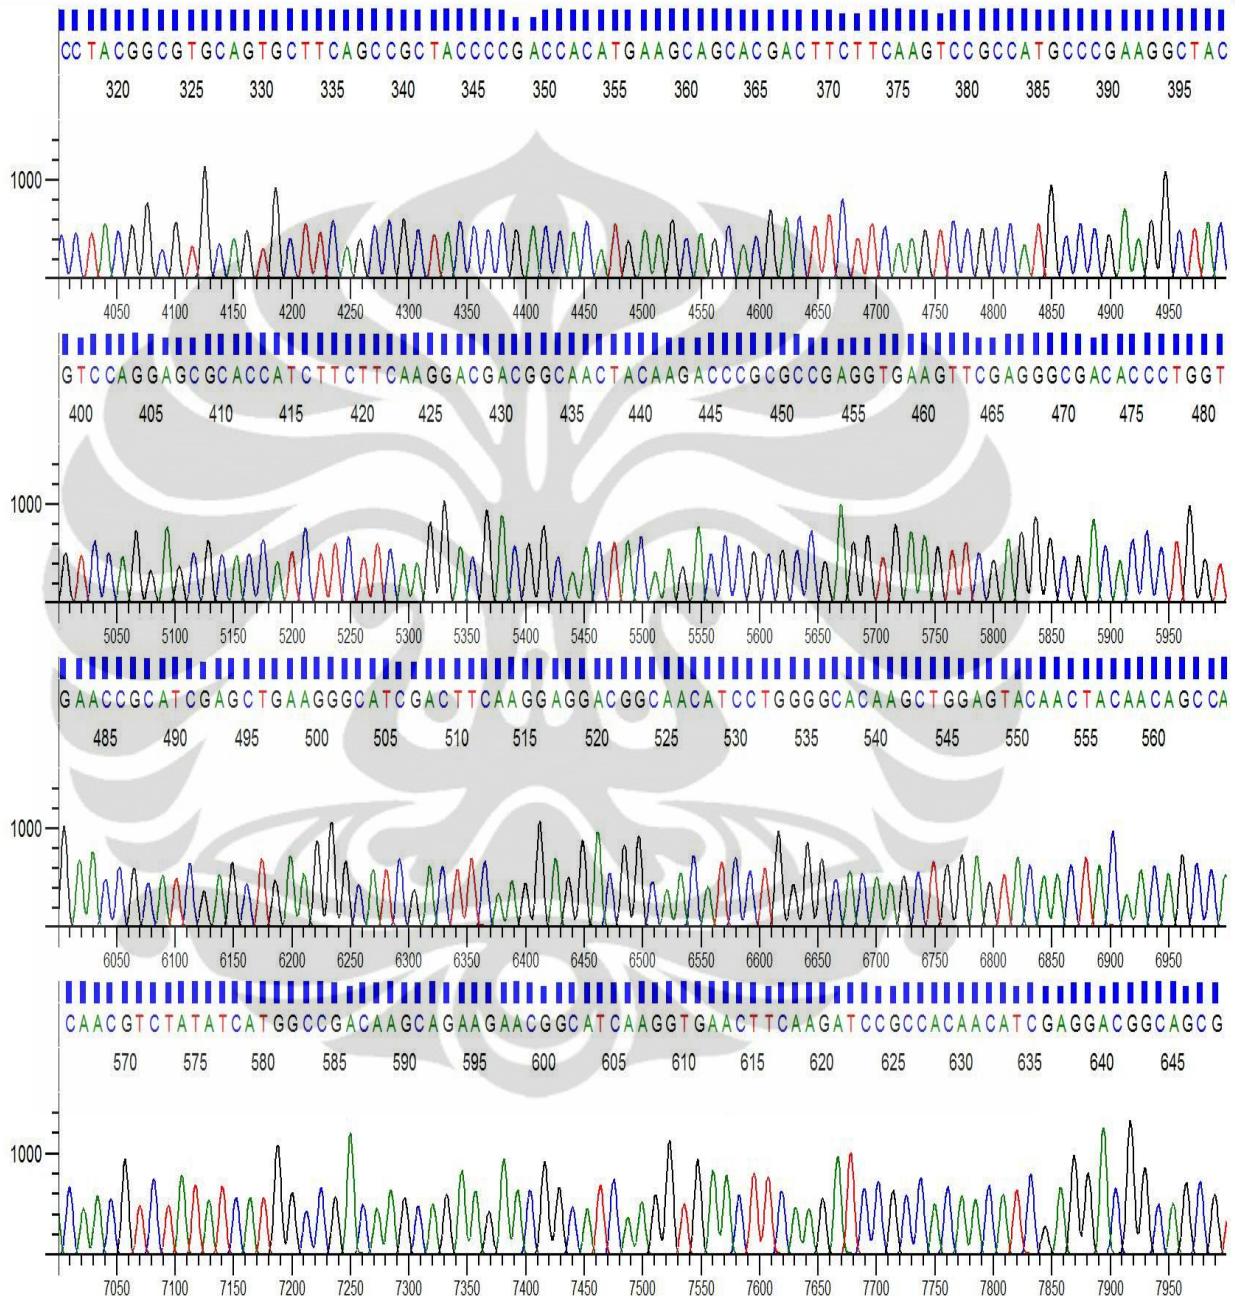 CCTACGGCGTGCAGTGCTTCAGCCGCTACCCCGACCACATGAAGCAGCACGACTTCTTCAAGTCCGCCATGCCCGAAGGCTAC
320 325 330 335 340 345 350 355 360 365 370 375 380 385 390 395
1000
4050 4100 4150 4200 4250 4300 4350 4400 4450 4500 4550 4600 4650 4700 4750 4800 4850 4900 4950
GTCCAGGAGCGCACCATCTTCTTCAAGGACGACGGCAACTACAAGACCCGCGCCGAGGTGAAGTTCGAGGGCGACACCCTGGT
400 405 410 415 420 425 430 435 440 445 450 455 460 465 470 475 480
1000
5050 5100 5150 5200 5250 5300 5350 5400 5450 5500 5550 5600 5650 5700 5750 5800 5850 5900 5950
GAACCGCATCGAGCTGAAGGGCATCGACTTCAAGGAGGACGGCAACATCCTGGGGCACAAGCTGGAGTACAACTACAACAGCCA
485 490 495 500 505 510 515 520 525 530 535 540 545 550 555 560
1000
6050 6100 6150 6200 6250 6300 6350 6400 6450 6500 6550 6600 6650 6700 6750 6800 6850 6900 6950
CAACGTCTATATCATGGCCGACAAGCAGAAGAACGGCATCAAGGTGAACTTCAAGATCCGCCACAACATCGAGGACGGCAGCG
570 575 580 585 590 595 600 605 610 615 620 625 630 635 640 645
1000
7050 7100 7150 7200 7250 7300 7350 7400 7450 7500 7550 7600 7650 7700 7750 7800 7850 7900 7950